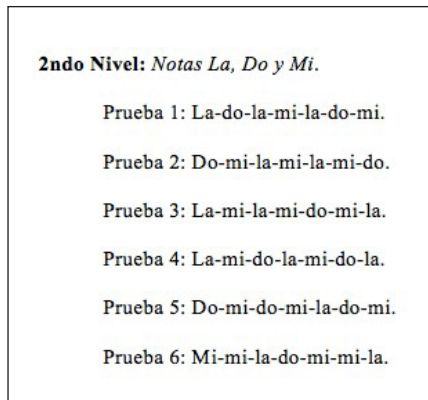 2ndo Nivel: Notas La, Do y Mi.
Prueba 1: La-do-la-mi-la-do-mi.
Prueba 2: Do-mi-la-mi-la-mi-do.
Prueba 3: La-mi-la-mi-do-mi-la.
Prueba 4: La-mi-do-la-mi-do-la.
Prueba 5: Do-mi-do-mi-la-do-mi.
Prueba 6: Mi-mi-la-do-mi-mi-la.